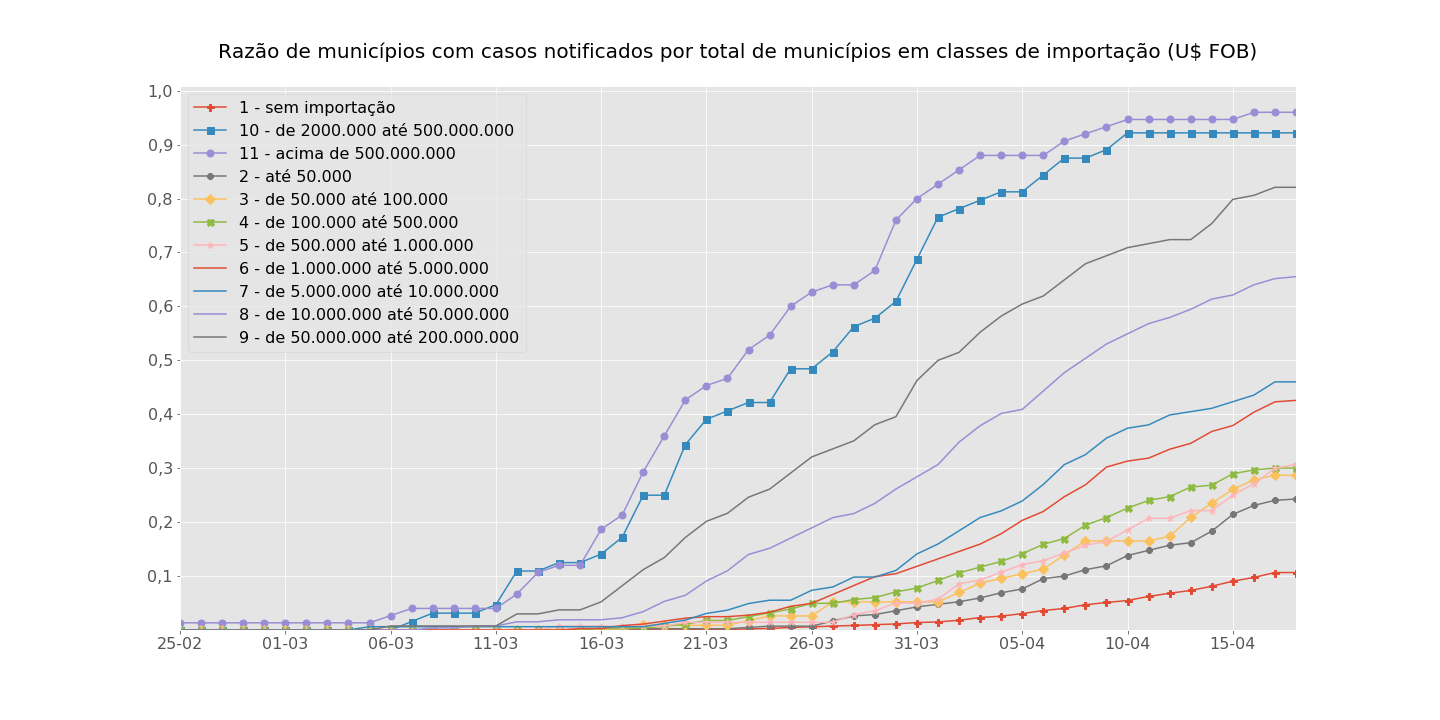 Razão de municípios com casos notificados por total de municípios em classes de importação (U$ FOB)
1,0
0,9
0,8
0,7
0,6
0,5
0,4
0,3
0,2
0,1
1 - sem importação
10 - de 2000.000 até 500.000.000
11 - acima de 500.000.000
2 - até 50.000
3 - de 50.000 até 100.000
4 - de 100.000 até 500.000
5 - de 500.000 até 1.000.000
6 - de 1.000.000 até 5.000.000
7 - de 5.000.000 até 10.000.000
8 - de 10.000.000 até 50.000.000
9 - de 50.000.000 até 200.000.000
25-02 01-03 06-03 11-03 16-03 21-03 26-03 31-03 05-04 10-04 15-04